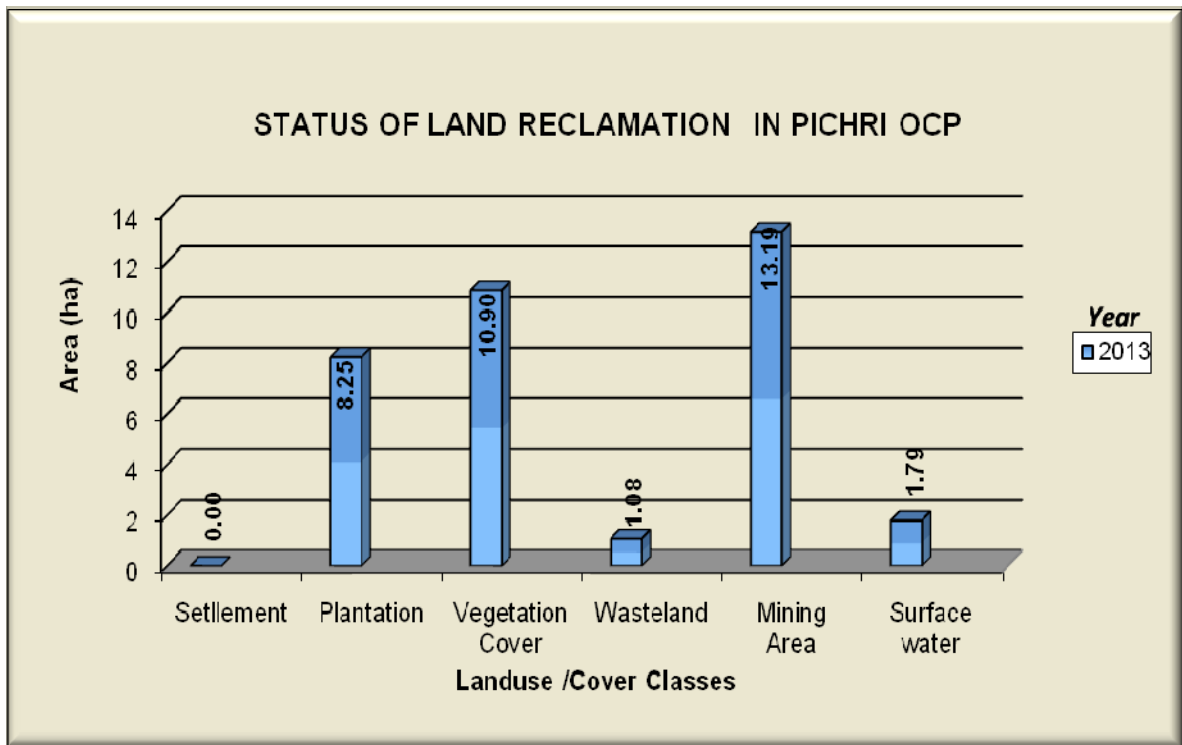 STATUS OF LAND RECLAMATION IN PICHRI OCP
Area (ha)
14
12
10
8
6
4
2
0
0.00
8.25
10.90
1.08
13.19
1.79
Setllement
Plantation
Vegetation
Cover
Wasteland
Mining
Area
Surface
water
Landuse /Cover Classes
Year
2013